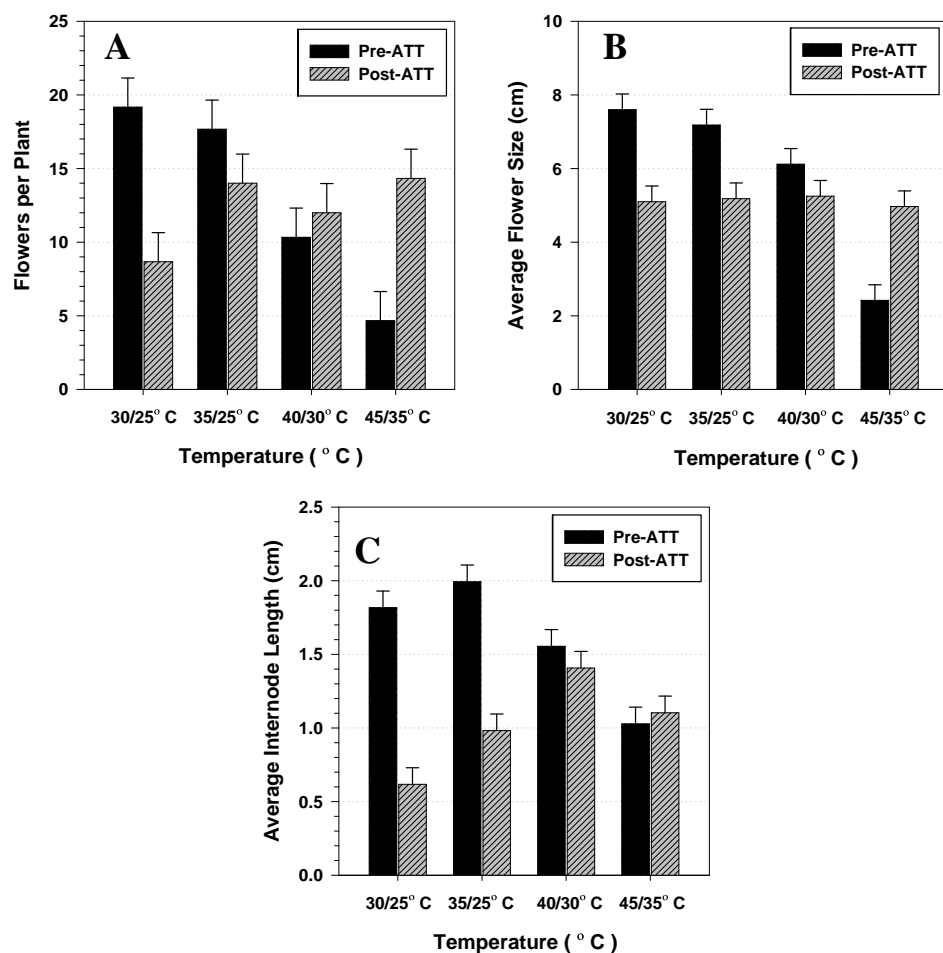 A
Pre-ATT
Post-ATT
Flowers per Plant
25
20
15
10
5
0
30/25° C 35/25° C 40/30° C 45/35° C
Temperature ( ° C )
B
Pre-ATT
Post-ATT
Average Flower Size (cm)
10
8
6
4
2
0
30/25° C 35/25° C 40/30° C 45/35° C
Temperature ( ° C )
C
Pre-ATT
Post-ATT
Average Internode Length (cm)
2.5
2.0
1.5
1.0
0.5
0.0
30/25° C 35/25° C 40/30° C 45/35° C
Temperature ( ° C )